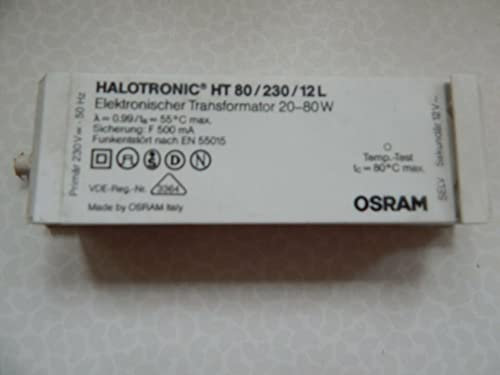 HALOTRONIC® HT 80/230/12 L
Elektronischer Transformator 20-80 W
λ = 0.99/ta = 55°C max.
Sicherung: F 500 mA
Funkentstört nach EN 55015
D N
VDE-Reg.-Nr. 3364
Made by OSRAM Italy
Temp.-Test
tc = 80°C max.
OSRAM
Primär 230 V~ 50 Hz
SELV Sekundär 12 V~